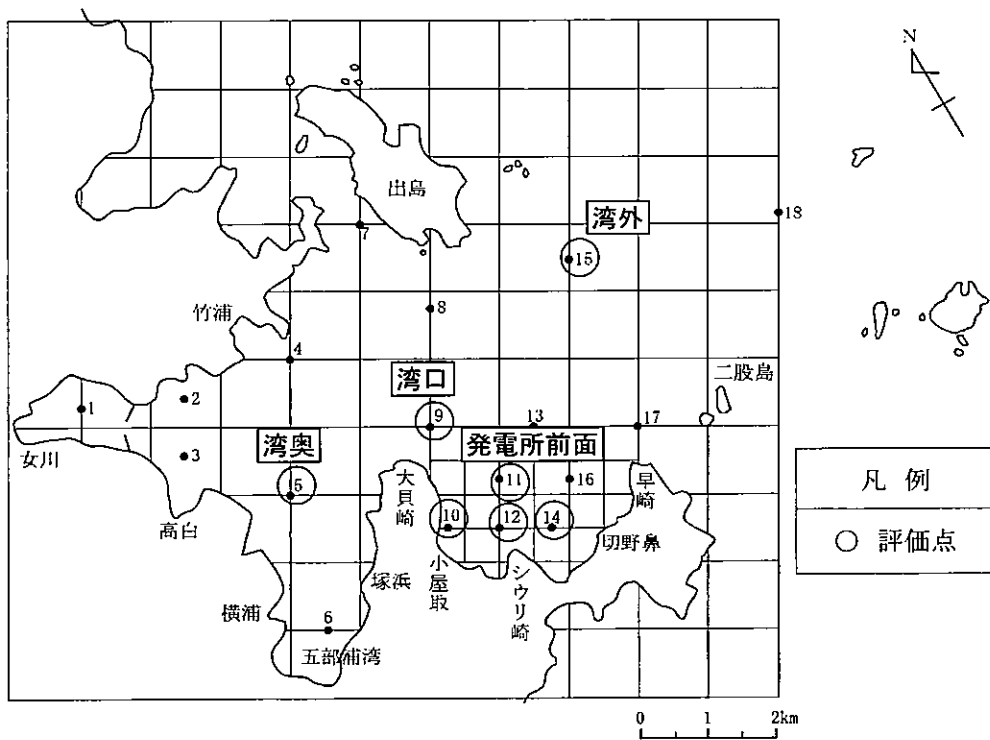 N
出島
湾外
18
15
7
8
竹浦
4
湾口
二股島
1
2
9
13
17
女川
3
湾奥
発電所前面
5
大貝崎
11
16
早崎
高白
10
12
14
切野鼻
塚浜
小屋取
シウリ崎
横浦
6
五部浦湾
凡例
○ 評価点
0 1 2km